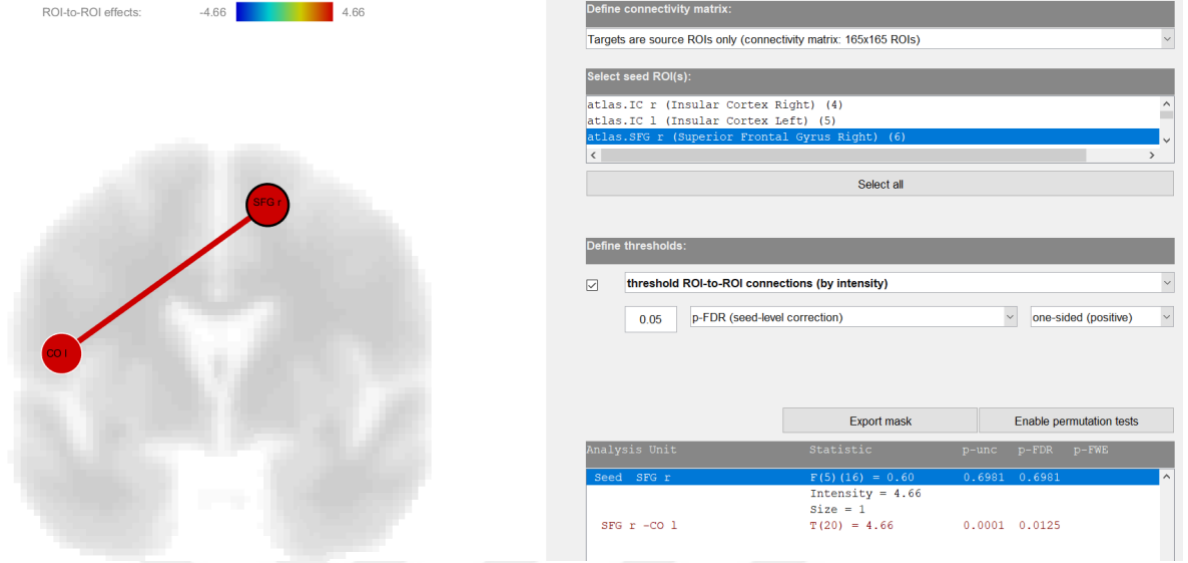 ROI-to-ROI effects: -4.66 4.66
SFG r
CO l
Define connectivity matrix:
Targets are source ROIs only (connectivity matrix: 165x165 ROIs)
Select seed ROI(s):
atlas.IC r (Insular Cortex Right) (4)
atlas.IC l (Insular Cortex Left) (5)
atlas.SFG r (Superior Frontal Gyrus Right) (6)
Select all
Define thresholds:
threshold ROI-to-ROI connections (by intensity)
0.05 p-FDR (seed-level correction) one-sided (positive)
Export mask Enable permutation tests
Analysis Unit Statistic p-unc p-FDR p-FWE
Seed SFG r F(5)(16) = 0.60 0.6981 0.6981
Intensity = 4.66
Size = 1
SFG r -CO l T(20) = 4.66 0.0001 0.0125